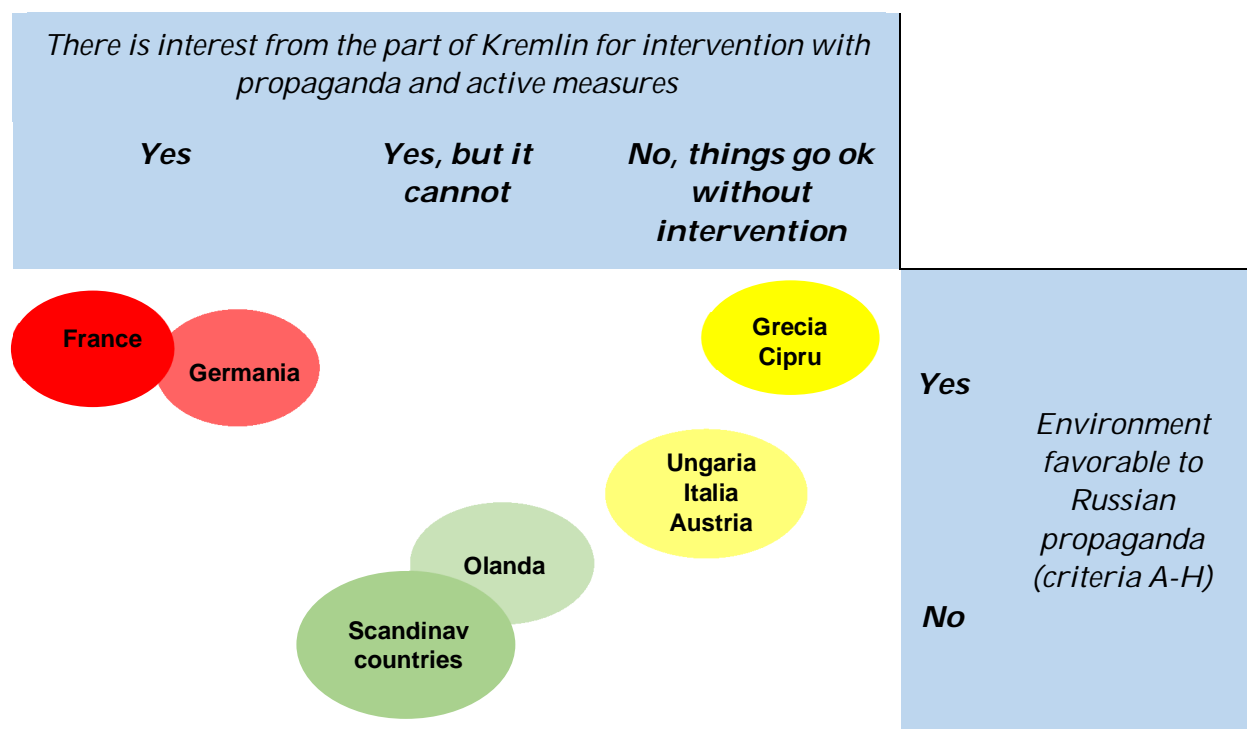 There is interest from the part of Kremlin for intervention with
propaganda and active measures
Yes
Yes, but it
cannot
No, things go ok
without
intervention
France
Germania
Grecia
Cipru
Ungaria
Italia
Austria
Olanda
Scandinav
countries
Yes
No
Environment
favorable to
Russian
propaganda
(criteria A-H)